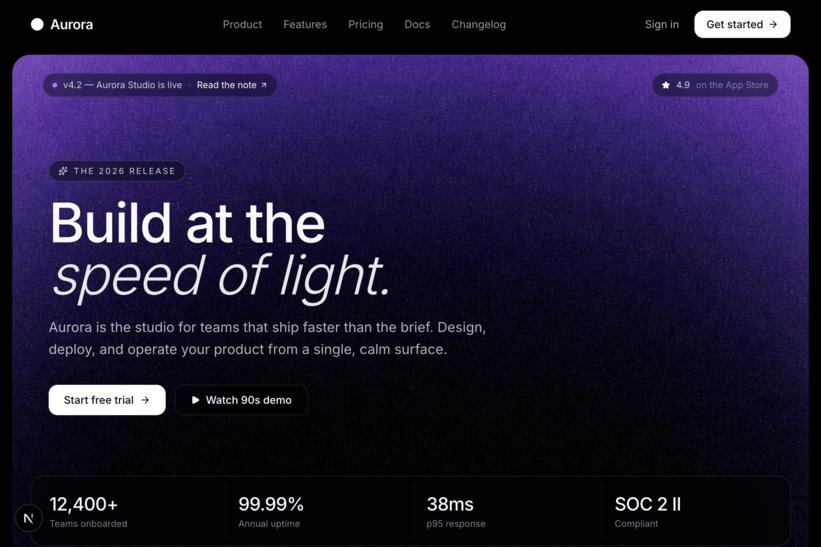 Aurora
Product Features Pricing Docs Changelog
Sign in Get started →
v4.2 — Aurora Studio is live · Read the note ↗
4.9 on the App Store
THE 2026 RELEASE
Build at the
speed of light.
Aurora is the studio for teams that ship faster than the brief. Design,
deploy, and operate your product from a single, calm surface.
Start free trial → Watch 90s demo
12,400+ 99.99% 38ms SOC 2 II
Teams onboarded Annual uptime p95 response Compliant
N